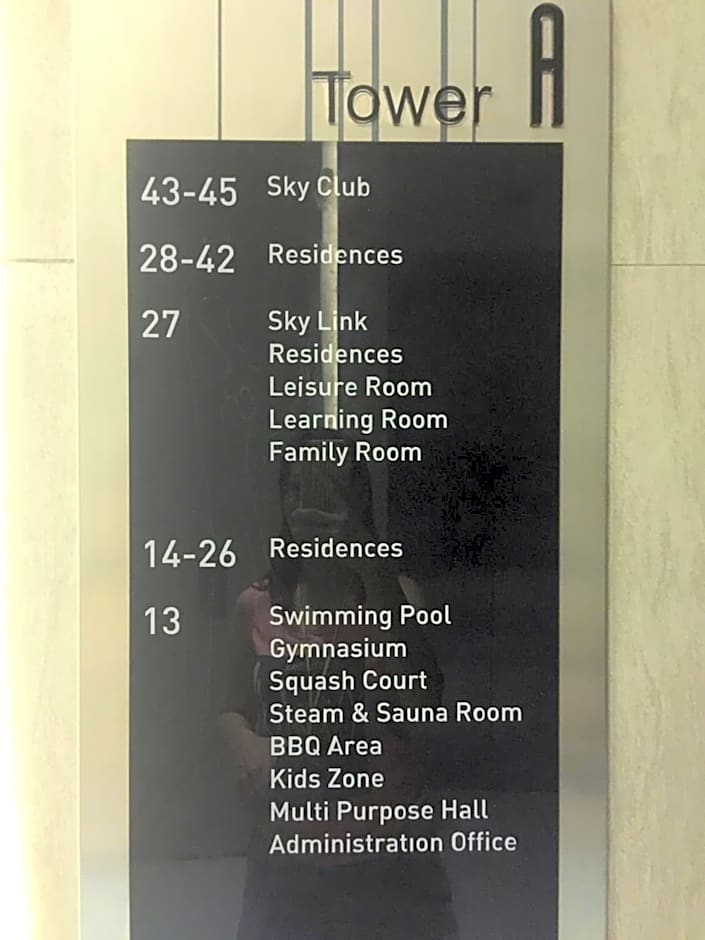 Tower A
43-45 Sky Club
28-42 Residences
27 Sky Link
Residences
Leisure Room
Learning Room
Family Room
14-26 Residences
13 Swimming Pool
Gymnasium
Squash Court
Steam & Sauna Room
BBQ Area
Kids Zone
Multi Purpose Hall
Administration Office